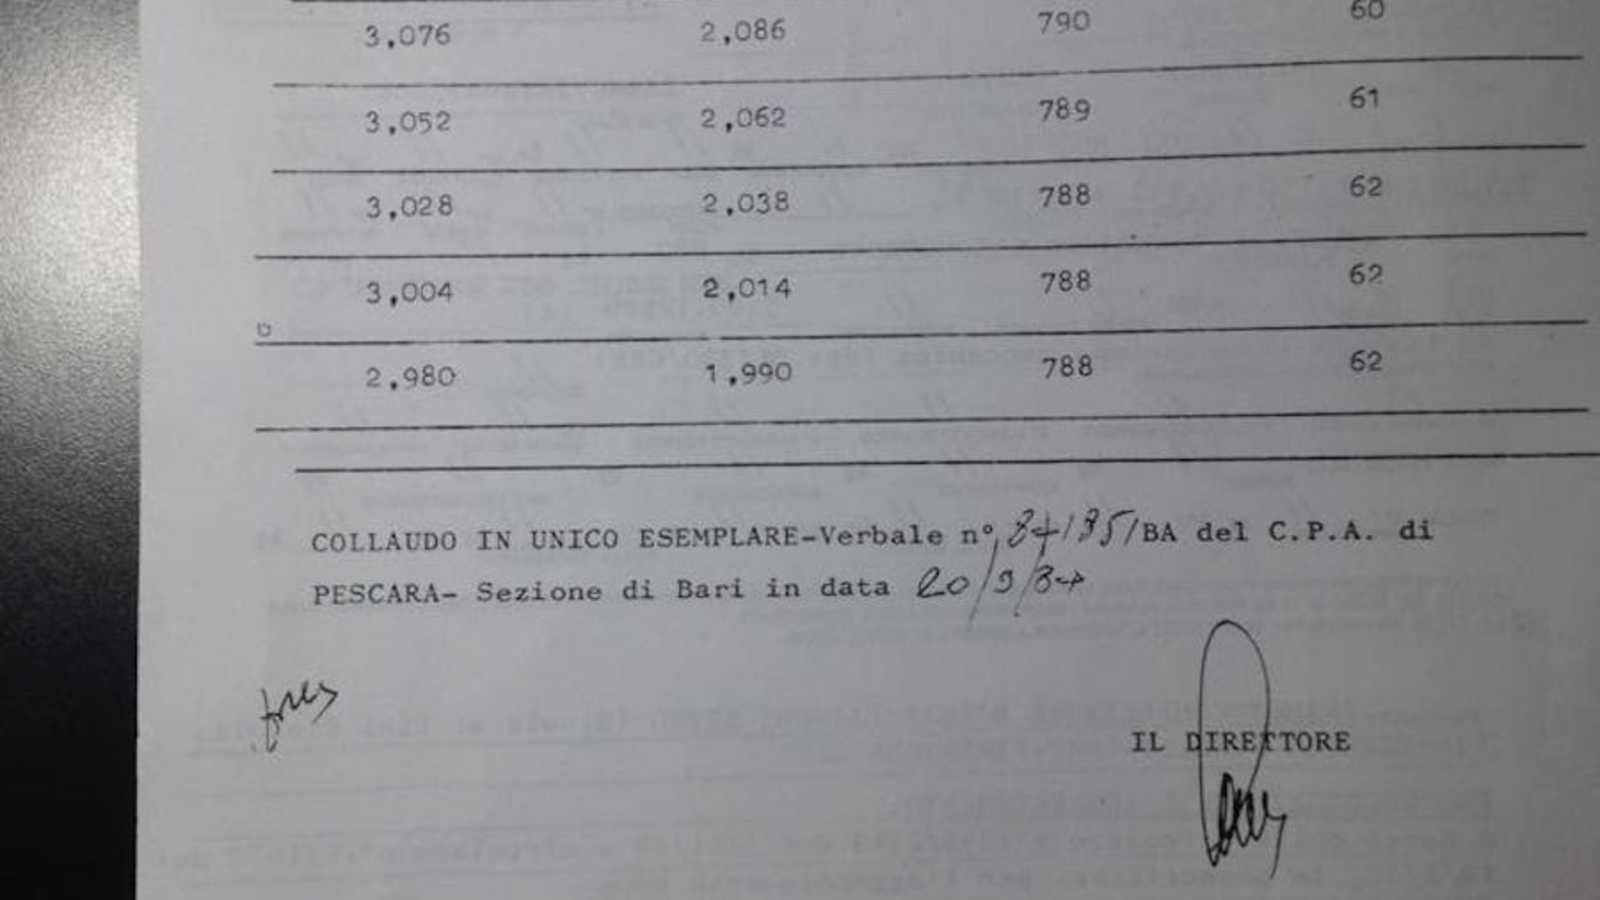 3,076 2,086 790 60
3,052 2,062 789 61
3,028 2,038 788 62
3,004 2,014 788 62
2,980 1,990 788 62
COLLAUDO IN UNICO ESEMPLARE-Verbale n° /BA del C.P.A. di
PESCARA- Sezione di Bari in data 20/9/84
IL DIRETTORE